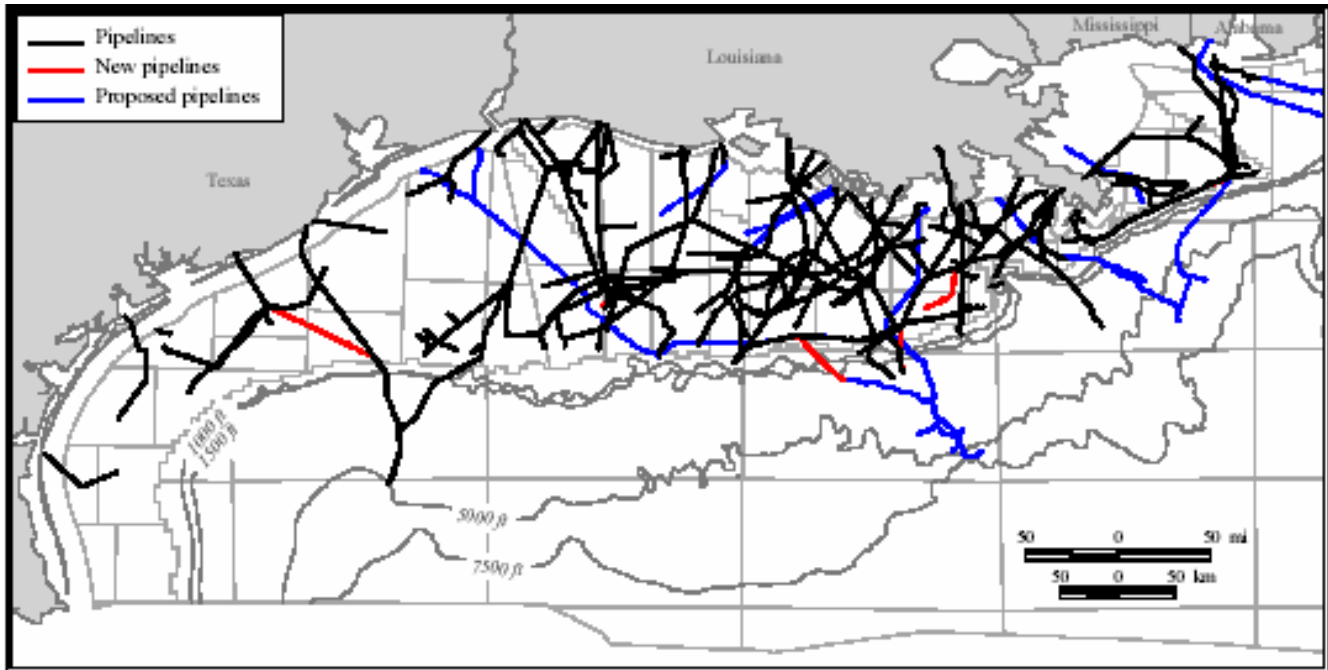 Pipelines
New pipelines
Proposed pipelines
Mississippi
Alabama
Louisiana
Texas
1000 ft
1500 ft
5000 ft
7500 ft
50 0 50 mi
50 0 50 km